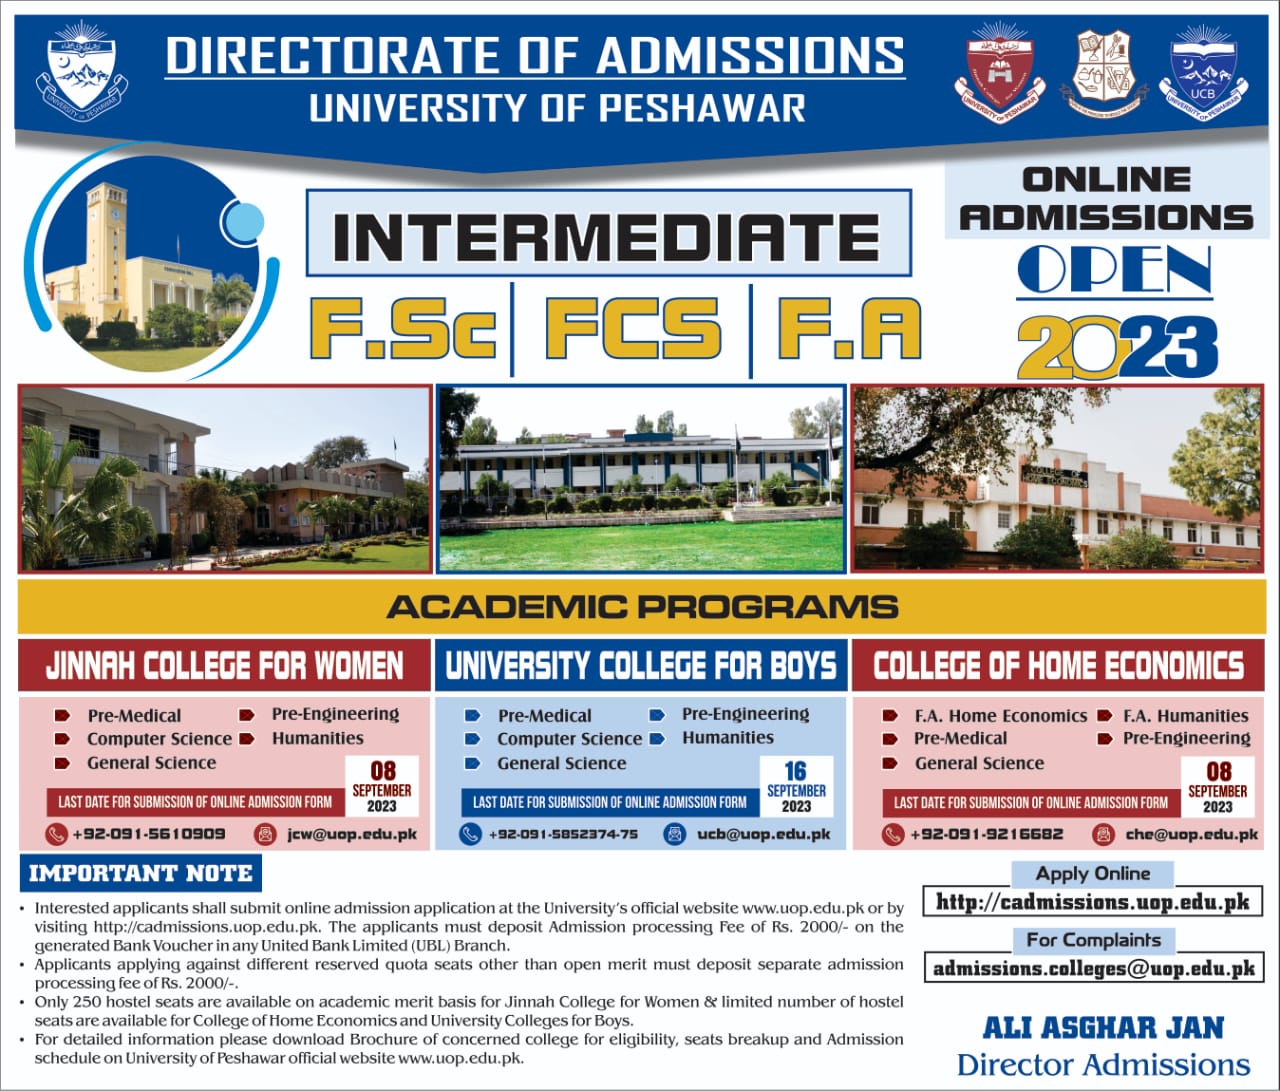 DIRECTORATE OF ADMISSIONS
UNIVERSITY OF PESHAWAR
UNIVERSITY OF PESHAWAR
UNIVERSITY OF PESHAWAR
UCB
UNIVERSITY OF PESHAWAR
INTERMEDIATE
F.Sc FCS F.A
ONLINE
ADMISSIONS
OPEN
2023
COLLEGE OF
HOME ECONOMICS
ACADEMIC PROGRAMS
JINNAH COLLEGE FOR WOMEN
Pre-Medical Pre-Engineering
Computer Science Humanities
General Science
LAST DATE FOR SUBMISSION OF ONLINE ADMISSION FORM
08
SEPTEMBER
2023
+92-091-5610909 jcw@uop.edu.pk
UNIVERSITY COLLEGE FOR BOYS
Pre-Medical Pre-Engineering
Computer Science Humanities
General Science
LAST DATE FOR SUBMISSION OF ONLINE ADMISSION FORM
16
SEPTEMBER
2023
+92-091-5852374-75 ucb@uop.edu.pk
COLLEGE OF HOME ECONOMICS
F.A. Home Economics F.A. Humanities
Pre-Medical Pre-Engineering
General Science
LAST DATE FOR SUBMISSION OF ONLINE ADMISSION FORM
08
SEPTEMBER
2023
+92-091-9216682 che@uop.edu.pk
IMPORTANT NOTE
• Interested applicants shall submit online admission application at the University's official website www.uop.edu.pk or by
visiting http://cadmissions.uop.edu.pk. The applicants must deposit Admission processing Fee of Rs. 2000/- on the
generated Bank Voucher in any United Bank Limited (UBL) Branch.
• Applicants applying against different reserved quota seats other than open merit must deposit separate admission
processing fee of Rs. 2000/-.
• Only 250 hostel seats are available on academic merit basis for Jinnah College for Women & limited number of hostel
seats are available for College of Home Economics and University Colleges for Boys.
• For detailed information please download Brochure of concerned college for eligibility, seats breakup and Admission
schedule on University of Peshawar official website www.uop.edu.pk.
Apply Online
http://cadmissions.uop.edu.pk
For Complaints
admissions.colleges@uop.edu.pk
ALI ASGHAR JAN
Director Admissions